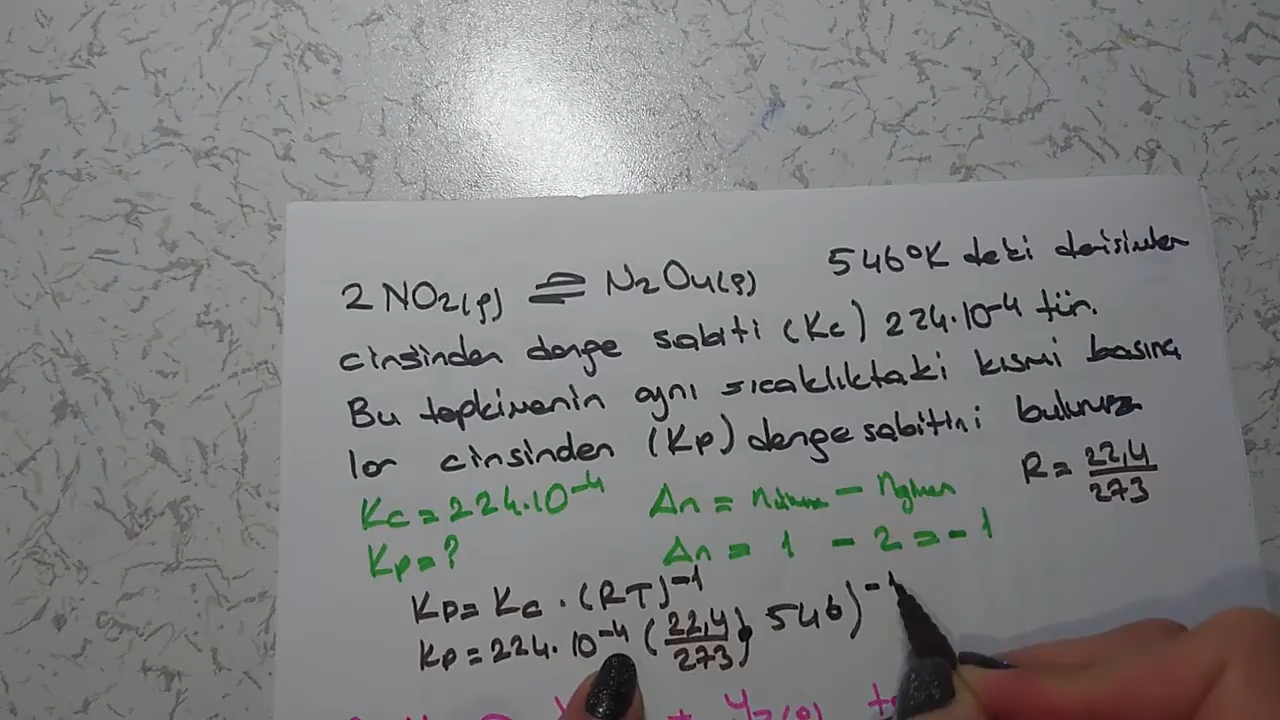 2 NO2(g) ⇌ N2O4(g) 546°K deki derişimler
cinsinden denge sabiti (Kc) 224.10^-4 tür.
Bu tepkimenin aynı sıcaklıktaki kısmi basınç
lar cinsinden (Kp) denge sabitini bulunuz
R = 22,4/273
Kc = 224.10^-4 Δn = nürün - ngiren
Kp = ? Δn = 1 - 2 = -1
Kp = Kc . (RT)^-1
Kp = 224. 10^-4 (22,4/273 . 546)^-1